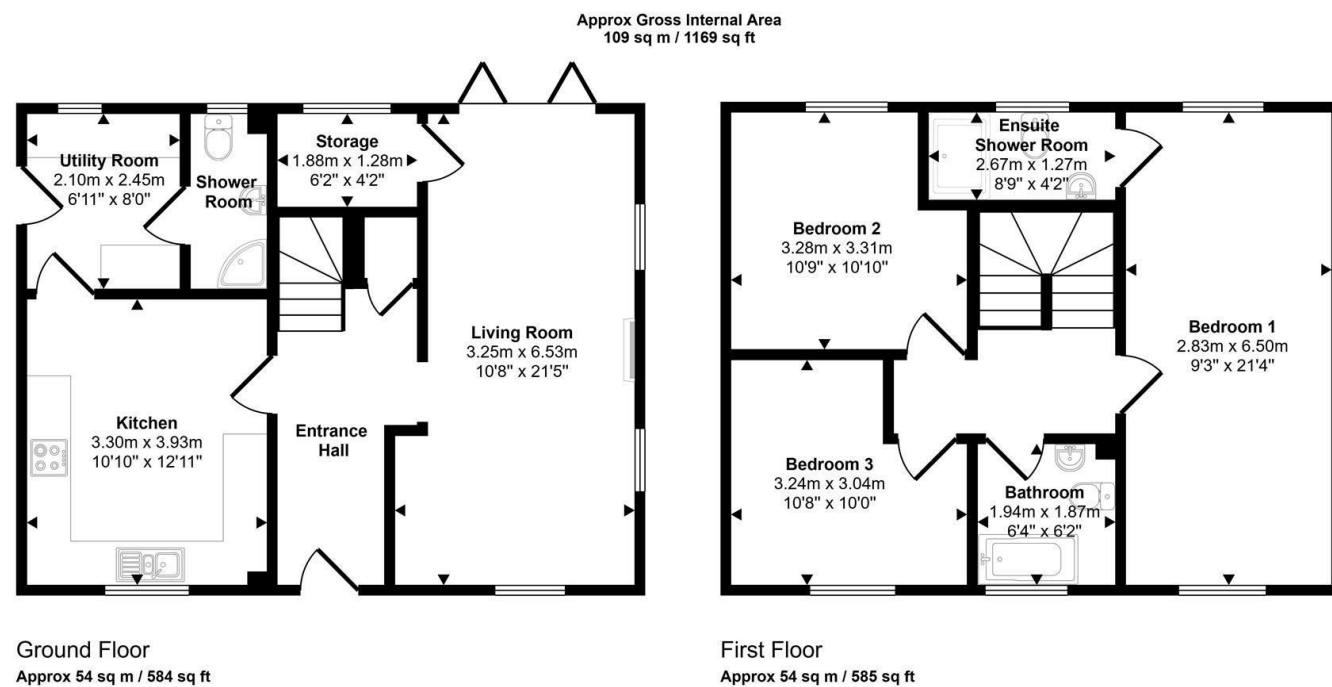 Approx Gross Internal Area
109 sq m / 1169 sq ft
Utility Room
2.10m x 2.45m
6'11" x 8'0"
Shower
Room
Storage
1.88m x 1.28m
6'2" x 4'2"
Living Room
3.25m x 6.53m
10'8" x 21'5"
Kitchen
3.30m x 3.93m
10'10" x 12'11"
Entrance
Hall
Ground Floor
Approx 54 sq m / 584 sq ft
Ensuite
Shower Room
2.67m x 1.27m
8'9" x 4'2"
Bedroom 2
3.28m x 3.31m
10'9" x 10'10"
Bedroom 1
2.83m x 6.50m
9'3" x 21'4"
Bedroom 3
3.24m x 3.04m
10'8" x 10'0"
Bathroom
1.94m x 1.87m
6'4" x 6'2"
First Floor
Approx 54 sq m / 585 sq ft